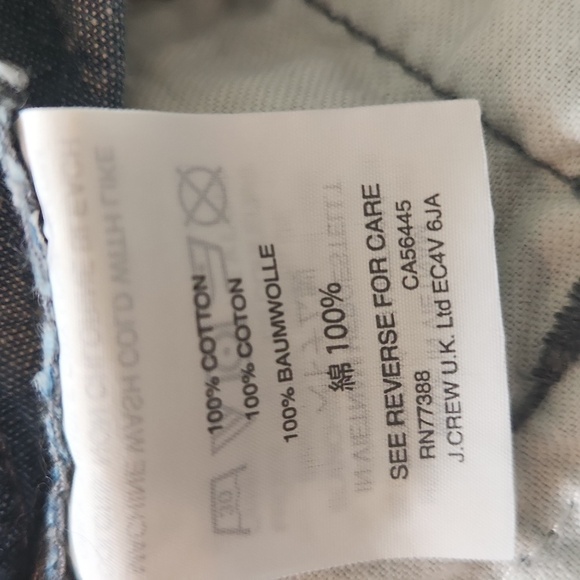 100% COTTON
100% COTON
100% BAUMWOLLE
綿 100%
SEE REVERSE FOR CARE
RN77388 CA56445
J.CREW U.K. Ltd EC4V 6JA